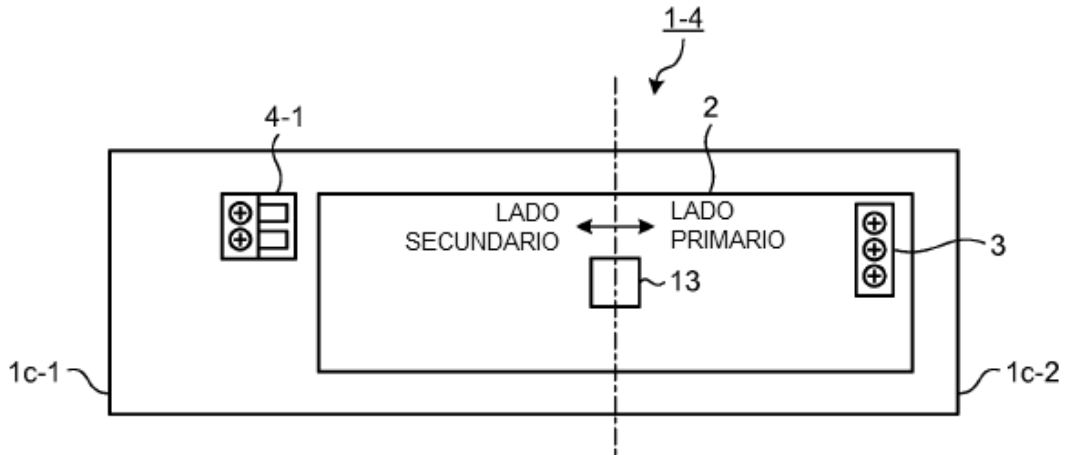 1-4
2
4-1
LADO
SECUNDARIO
LADO
PRIMARIO
3
13
1c-1
1c-2